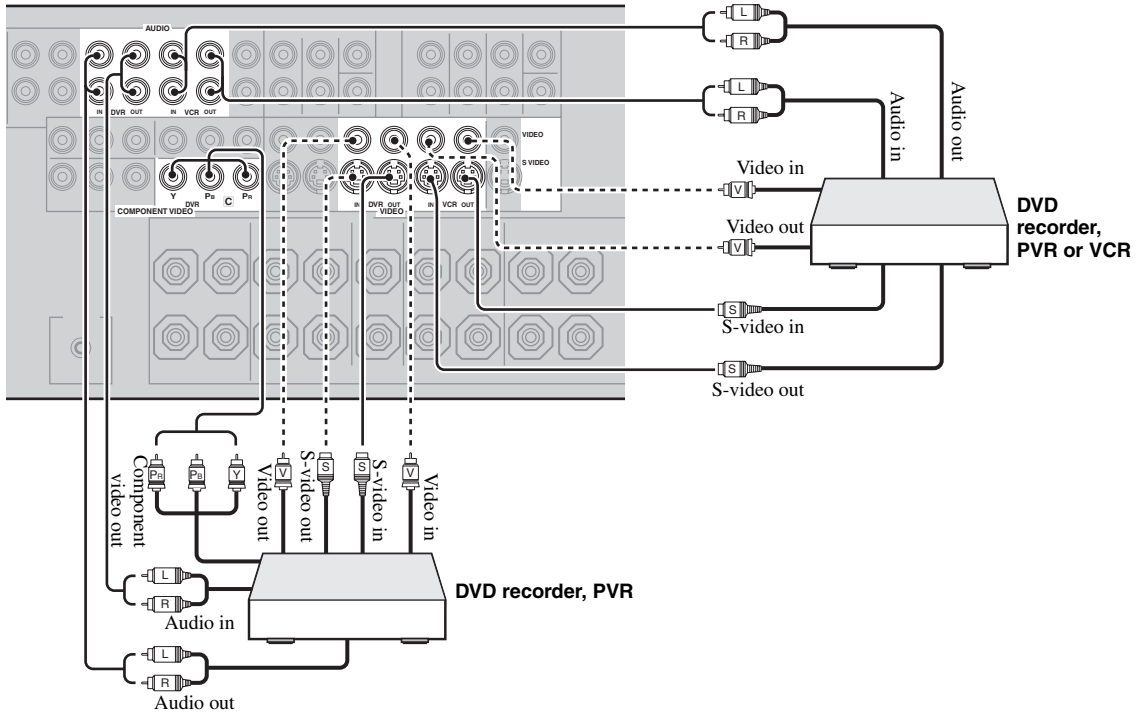 AUDIO
IN DVR OUT IN VCR OUT
VIDEO
S VIDEO
Y PB PR
DVR C
COMPONENT VIDEO
IN DVR OUT IN VCR OUT
VIDEO
L
R
L
R
Audio in
Audio out
Video in
V
Video out
V
DVD
recorder,
PVR or VCR
S
S-video in
S
S-video out
PR PB Y V S S V
Component
video out
Video out
S-video out
S-video in
Video in
L
R
Audio in
DVD recorder, PVR
L
R
Audio out